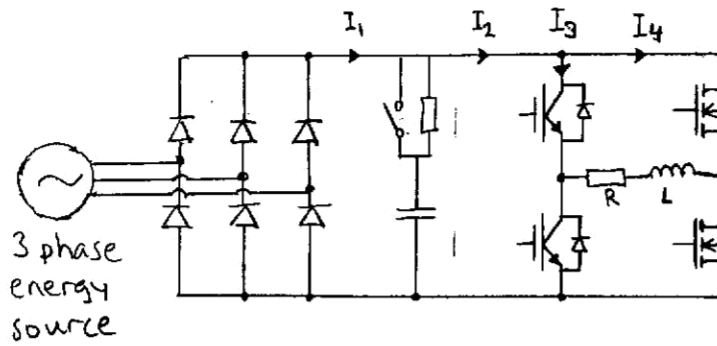 I₁ I₂ I₃ I₄
R L
3 phase
energy
source